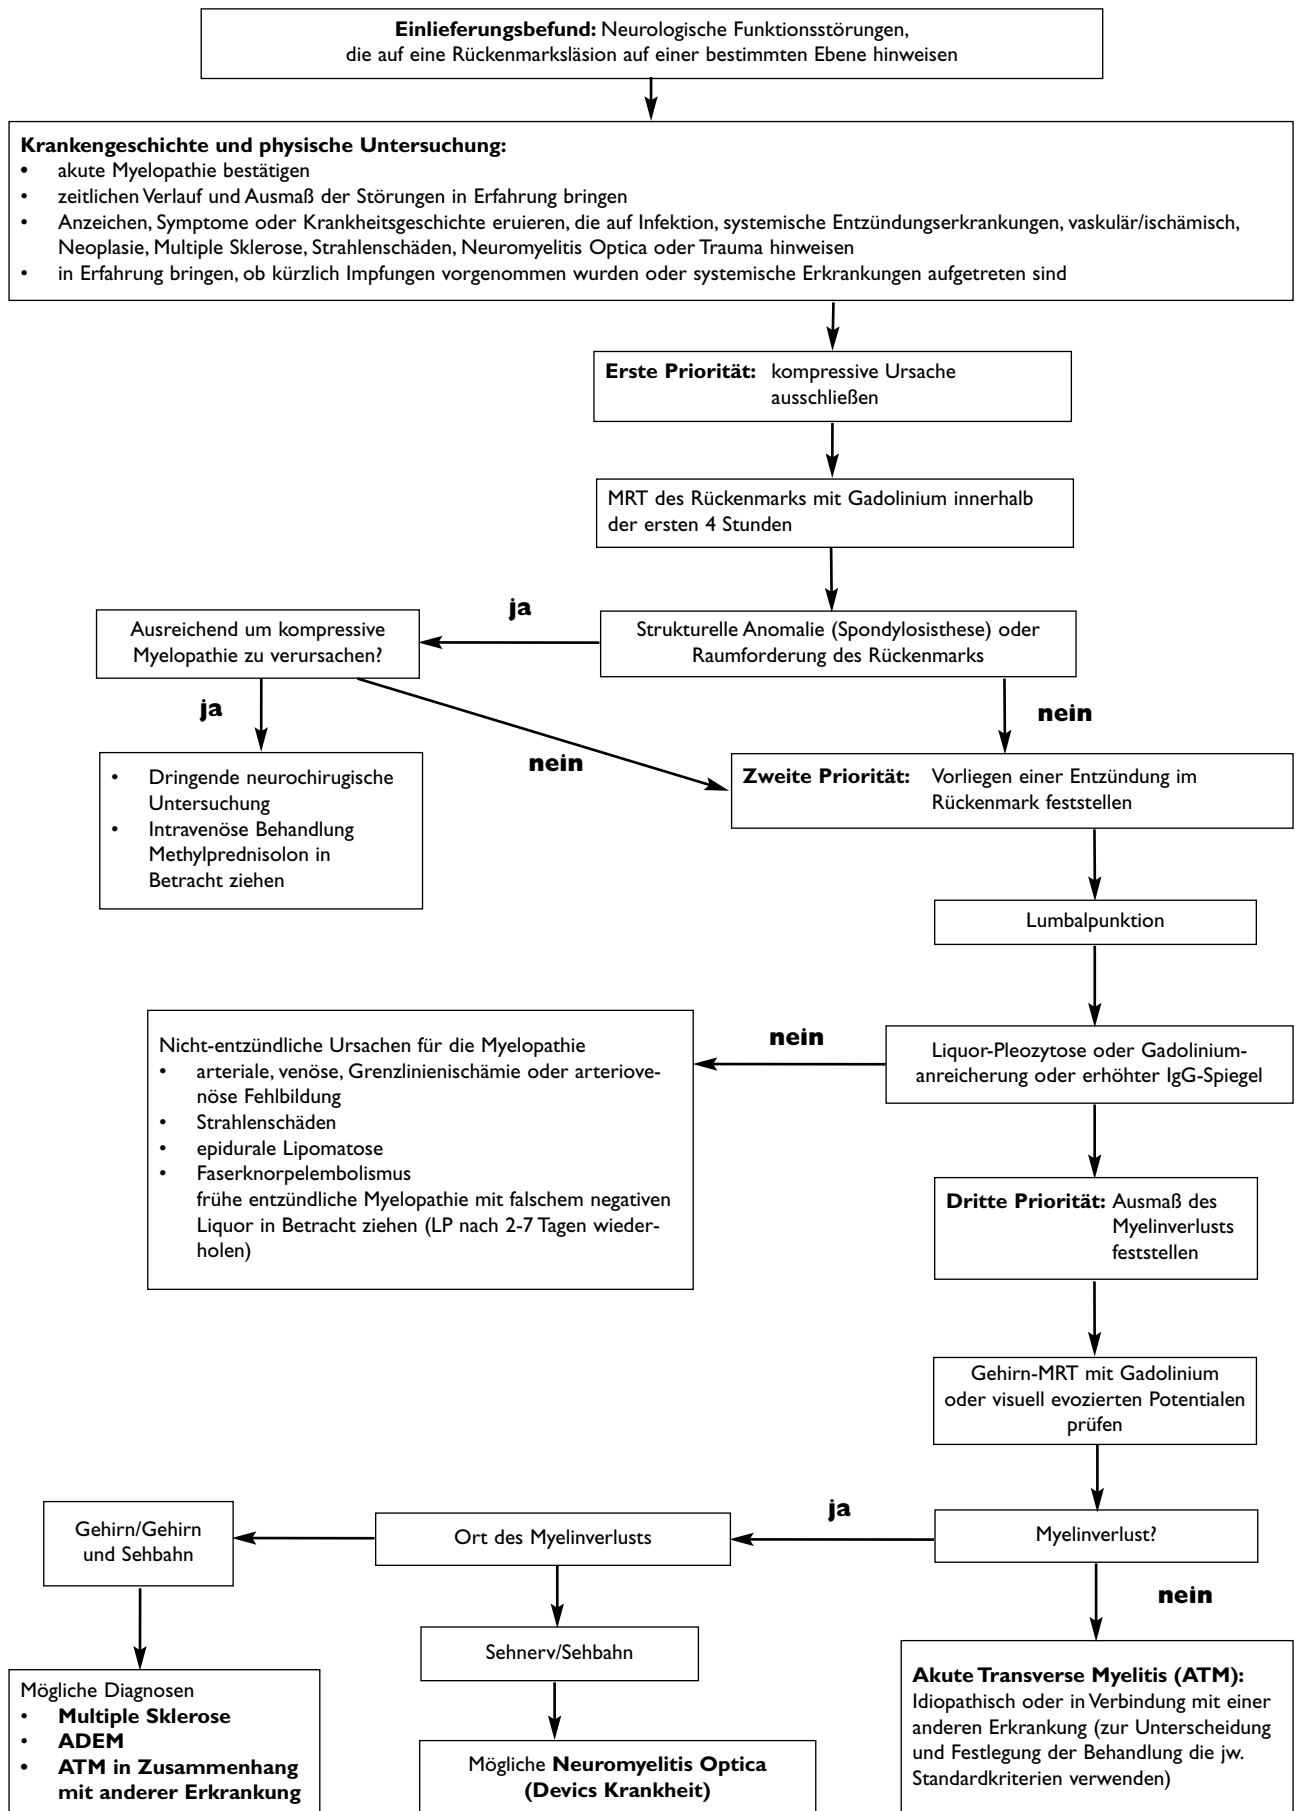 Einlieferungsbefund: Neurologische Funktionsstörungen,
die auf eine Rückenmarksläsion auf einer bestimmten Ebene hinweisen
Krankengeschichte und physische Untersuchung:
• akute Myelopathie bestätigen
• zeitlichen Verlauf und Ausmaß der Störungen in Erfahrung bringen
• Anzeichen, Symptome oder Krankheitsgeschichte eruieren, die auf Infektion, systemische Entzündungserkrankungen, vaskulär/ischämisch,
Neoplasie, Multiple Sklerose, Strahlenschäden, Neuromyelitis Optica oder Trauma hinweisen
• in Erfahrung bringen, ob kürzlich Impfungen vorgenommen wurden oder systemische Erkrankungen aufgetreten sind
Erste Priorität: kompressive Ursache
ausschließen
MRT des Rückenmarks mit Gadolinium innerhalb
der ersten 4 Stunden
ja
Ausreichend um kompressive
Myelopathie zu verursachen?
Strukturelle Anomalie (Spondylosisthese) oder
Raumforderung des Rückenmarks
ja
nein
nein
• Dringende neurochirugische
Untersuchung
• Intravenöse Behandlung
Methylprednisolon in
Betracht ziehen
Zweite Priorität: Vorliegen einer Entzündung im
Rückenmark feststellen
Lumbalpunktion
nein
Liquor-Pleozytose oder Gadolinium-
anreicherung oder erhöhter IgG-Spiegel
Nicht-entzündliche Ursachen für die Myelopathie
• arteriale, venöse, Grenzlinienischämie oder arteriove-
nöse Fehlbildung
• Strahlenschäden
• epidurale Lipomatose
• Faserknorpelembolismus
frühe entzündliche Myelopathie mit falschem negativen
Liquor in Betracht ziehen (LP nach 2-7 Tagen wieder-
holen)
Dritte Priorität: Ausmaß des
Myelinverlusts
feststellen
Gehirn-MRT mit Gadolinium
oder visuell evozierten Potentialen
prüfen
Gehirn/Gehirn
und Sehbahn
Ort des Myelinverlusts
ja
Myelinverlust?
nein
Sehnerv/Sehbahn
Mögliche Diagnosen
• Multiple Sklerose
• ADEM
• ATM in Zusammenhang
mit anderer Erkrankung
Mögliche Neuromyelitis Optica
(Devics Krankheit)
Akute Transverse Myelitis (ATM):
Idiopathisch oder in Verbindung mit einer
anderen Erkrankung (zur Unterscheidung
und Festlegung der Behandlung die jw.
Standardkriterien verwenden)